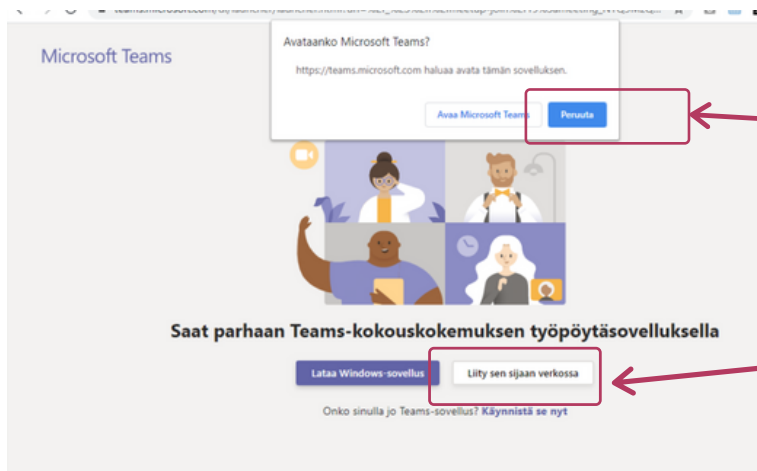 Microsoft Teams
Avataanko Microsoft Teams?
https://teams.microsoft.com haluaa avata tämän sovelluksen.
Avaa Microsoft Teams
Peruuta
Saat parhaan Teams-kokouskokemuksen työpöytäsovelluksella
Lataa Windows-sovellus
Liity sen sijaan verkossa
Onko sinulla jo Teams-sovellus? Käynnistä se nyt